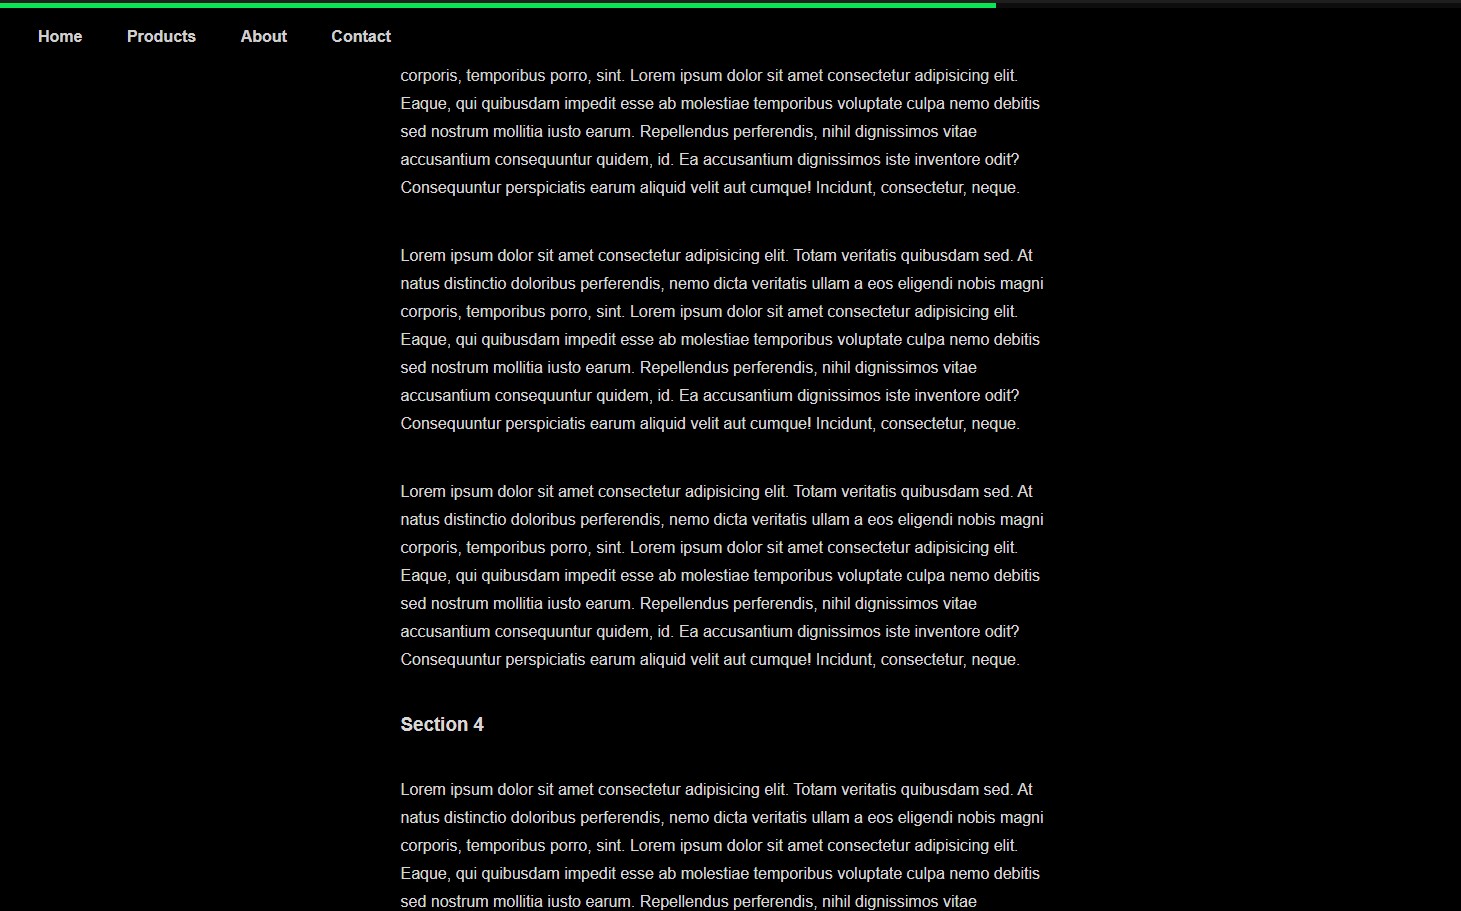 Home Products About Contact
corporis, temporibus porro, sint. Lorem ipsum dolor sit amet consectetur adipisicing elit.
Eaque, qui quibusdam impedit esse ab molestiae temporibus voluptate culpa nemo debitis
sed nostrum mollitia iusto earum. Repellendus perferendis, nihil dignissimos vitae
accusantium consequuntur quidem, id. Ea accusantium dignissimos iste inventore odit?
Consequuntur perspiciatis earum aliquid velit aut cumque! Incidunt, consectetur, neque.
Lorem ipsum dolor sit amet consectetur adipisicing elit. Totam veritatis quibusdam sed. At
natus distinctio doloribus perferendis, nemo dicta veritatis ullam a eos eligendi nobis magni
corporis, temporibus porro, sint. Lorem ipsum dolor sit amet consectetur adipisicing elit.
Eaque, qui quibusdam impedit esse ab molestiae temporibus voluptate culpa nemo debitis
sed nostrum mollitia iusto earum. Repellendus perferendis, nihil dignissimos vitae
accusantium consequuntur quidem, id. Ea accusantium dignissimos iste inventore odit?
Consequuntur perspiciatis earum aliquid velit aut cumque! Incidunt, consectetur, neque.
Lorem ipsum dolor sit amet consectetur adipisicing elit. Totam veritatis quibusdam sed. At
natus distinctio doloribus perferendis, nemo dicta veritatis ullam a eos eligendi nobis magni
corporis, temporibus porro, sint. Lorem ipsum dolor sit amet consectetur adipisicing elit.
Eaque, qui quibusdam impedit esse ab molestiae temporibus voluptate culpa nemo debitis
sed nostrum mollitia iusto earum. Repellendus perferendis, nihil dignissimos vitae
accusantium consequuntur quidem, id. Ea accusantium dignissimos iste inventore odit?
Consequuntur perspiciatis earum aliquid velit aut cumque! Incidunt, consectetur, neque.
Section 4
Lorem ipsum dolor sit amet consectetur adipisicing elit. Totam veritatis quibusdam sed. At
natus distinctio doloribus perferendis, nemo dicta veritatis ullam a eos eligendi nobis magni
corporis, temporibus porro, sint. Lorem ipsum dolor sit amet consectetur adipisicing elit.
Eaque, qui quibusdam impedit esse ab molestiae temporibus voluptate culpa nemo debitis
sed nostrum mollitia iusto earum. Repellendus perferendis, nihil dignissimos vitae